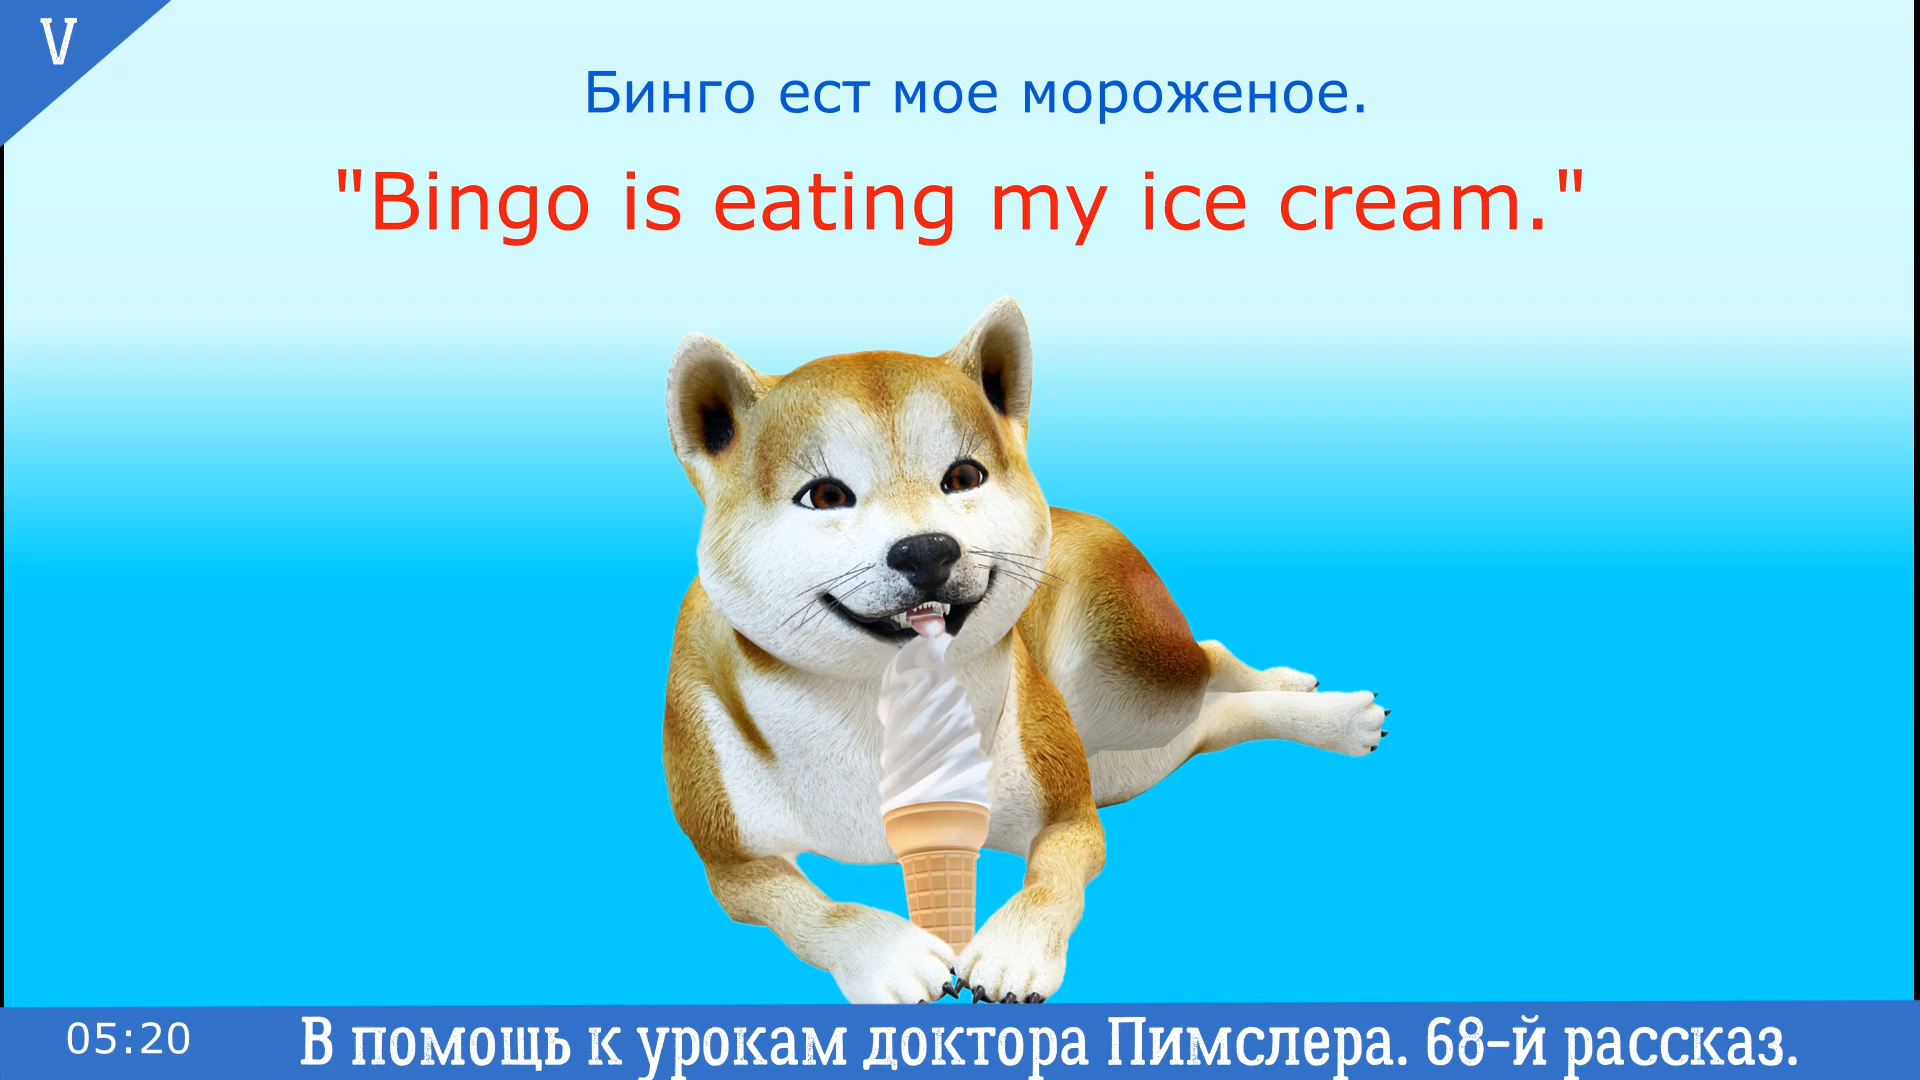 V
Бинго ест мое мороженое.
"Bingo is eating my ice cream."
05:20
В помощь к урокам доктора Пимслера. 68-й рассказ.